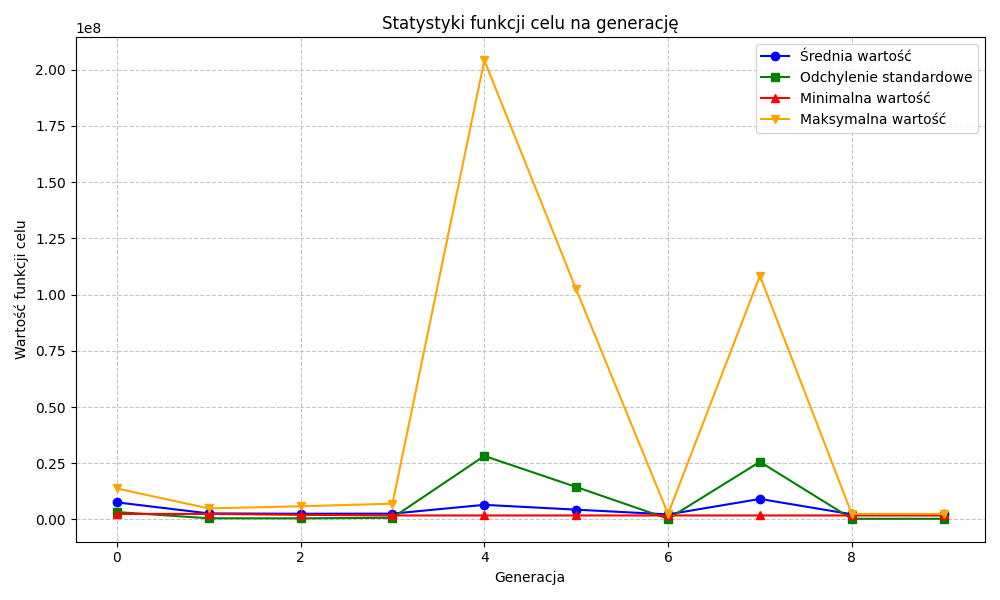 Statystyki funkcji celu na generację
1e8
2.00
1.75
1.50
1.25
1.00
0.75
0.50
0.25
0.00
Wartość funkcji celu
Średnia wartość
Odchylenie standardowe
Minimalna wartość
Maksymalna wartość
0 2 4 6 8
Generacja